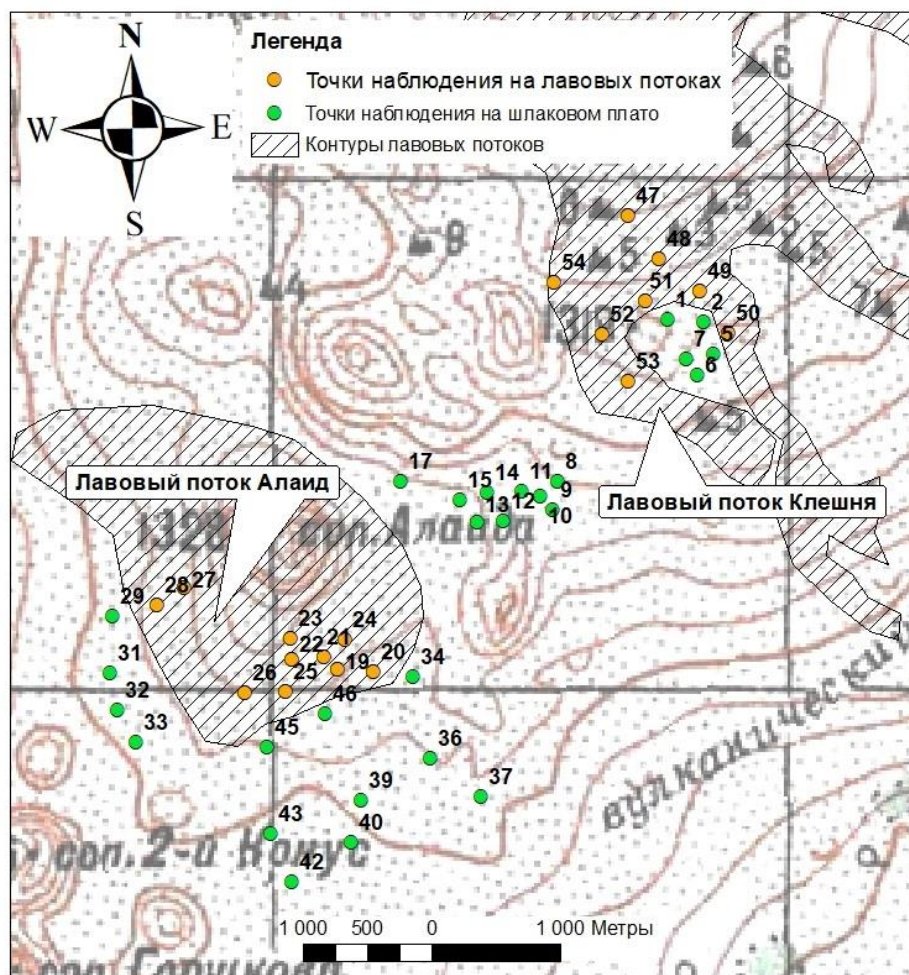 N
W E
S
Легенда
Точки наблюдения на лавовых потоках
Точки наблюдения на шлаковом плато
Контуры лавовых потоков
47
48
54
51 49
52 1 2 50
7 5
53 6
Лавовый поток Клешня
17
15 14 11 8
12 9
13 10
соп. Алаида
Лавовый поток Алаид
1328
29 28 27
23 24
22 21
31 26 25 19 20 34
32 46
33 45
36
39 37
43 40
42
вулканический
соп. 2-й Конус
1 000 500 0 1 000 Метры